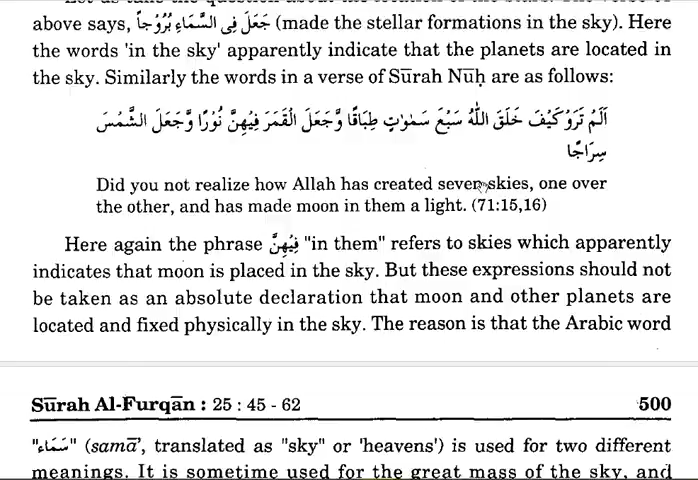 above says, جَعَلَ فِى السَّمَاءِ بُرُوْجاً (made the stellar formations in the sky). Here
the words 'in the sky' apparently indicate that the planets are located in
the sky. Similarly the words in a verse of Sūrah Nūḥ are as follows:
اَلَمْ تَرَوْ كَيْفَ خَلَقَ اللّٰهُ سَبْعَ سَمٰوٰتٍ طِبَاقًا وَّجَعَلَ الْقَمَرَ فِيْهِنَّ نُوْرًا وَّجَعَلَ الشَّمْسَ
سِرَاجًا
Did you not realize how Allah has created seven skies, one over
the other, and has made moon in them a light. (71:15,16)
Here again the phrase فِيْهِنَّ "in them" refers to skies which apparently
indicates that moon is placed in the sky. But these expressions should not
be taken as an absolute declaration that moon and other planets are
located and fixed physically in the sky. The reason is that the Arabic word
Sūrah Al-Furqān : 25 : 45 - 62 500
"سَمَاء" (samā', translated as "sky" or 'heavens') is used for two different
meanings. It is sometime used for the great mass of the sky, and